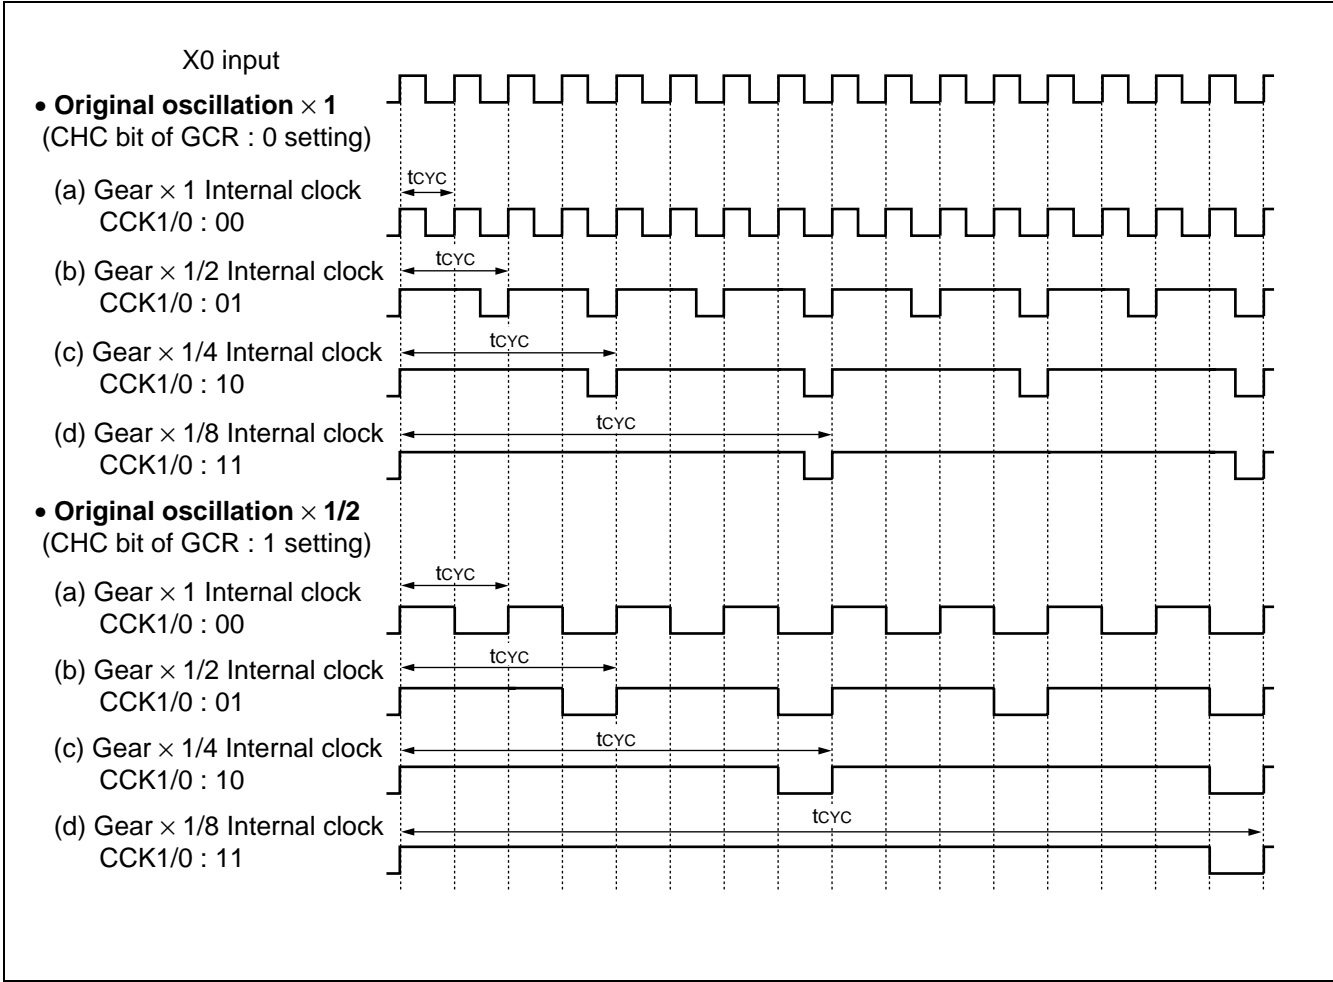 X0 input
• Original oscillation × 1
(CHC bit of GCR : 0 setting)
tCYC
(a) Gear × 1 Internal clock
CCK1/0 : 00
tCYC
(b) Gear × 1/2 Internal clock
CCK1/0 : 01
tCYC
(c) Gear × 1/4 Internal clock
CCK1/0 : 10
tCYC
(d) Gear × 1/8 Internal clock
CCK1/0 : 11
• Original oscillation × 1/2
(CHC bit of GCR : 1 setting)
tCYC
(a) Gear × 1 Internal clock
CCK1/0 : 00
tCYC
(b) Gear × 1/2 Internal clock
CCK1/0 : 01
tCYC
(c) Gear × 1/4 Internal clock
CCK1/0 : 10
tCYC
(d) Gear × 1/8 Internal clock
CCK1/0 : 11